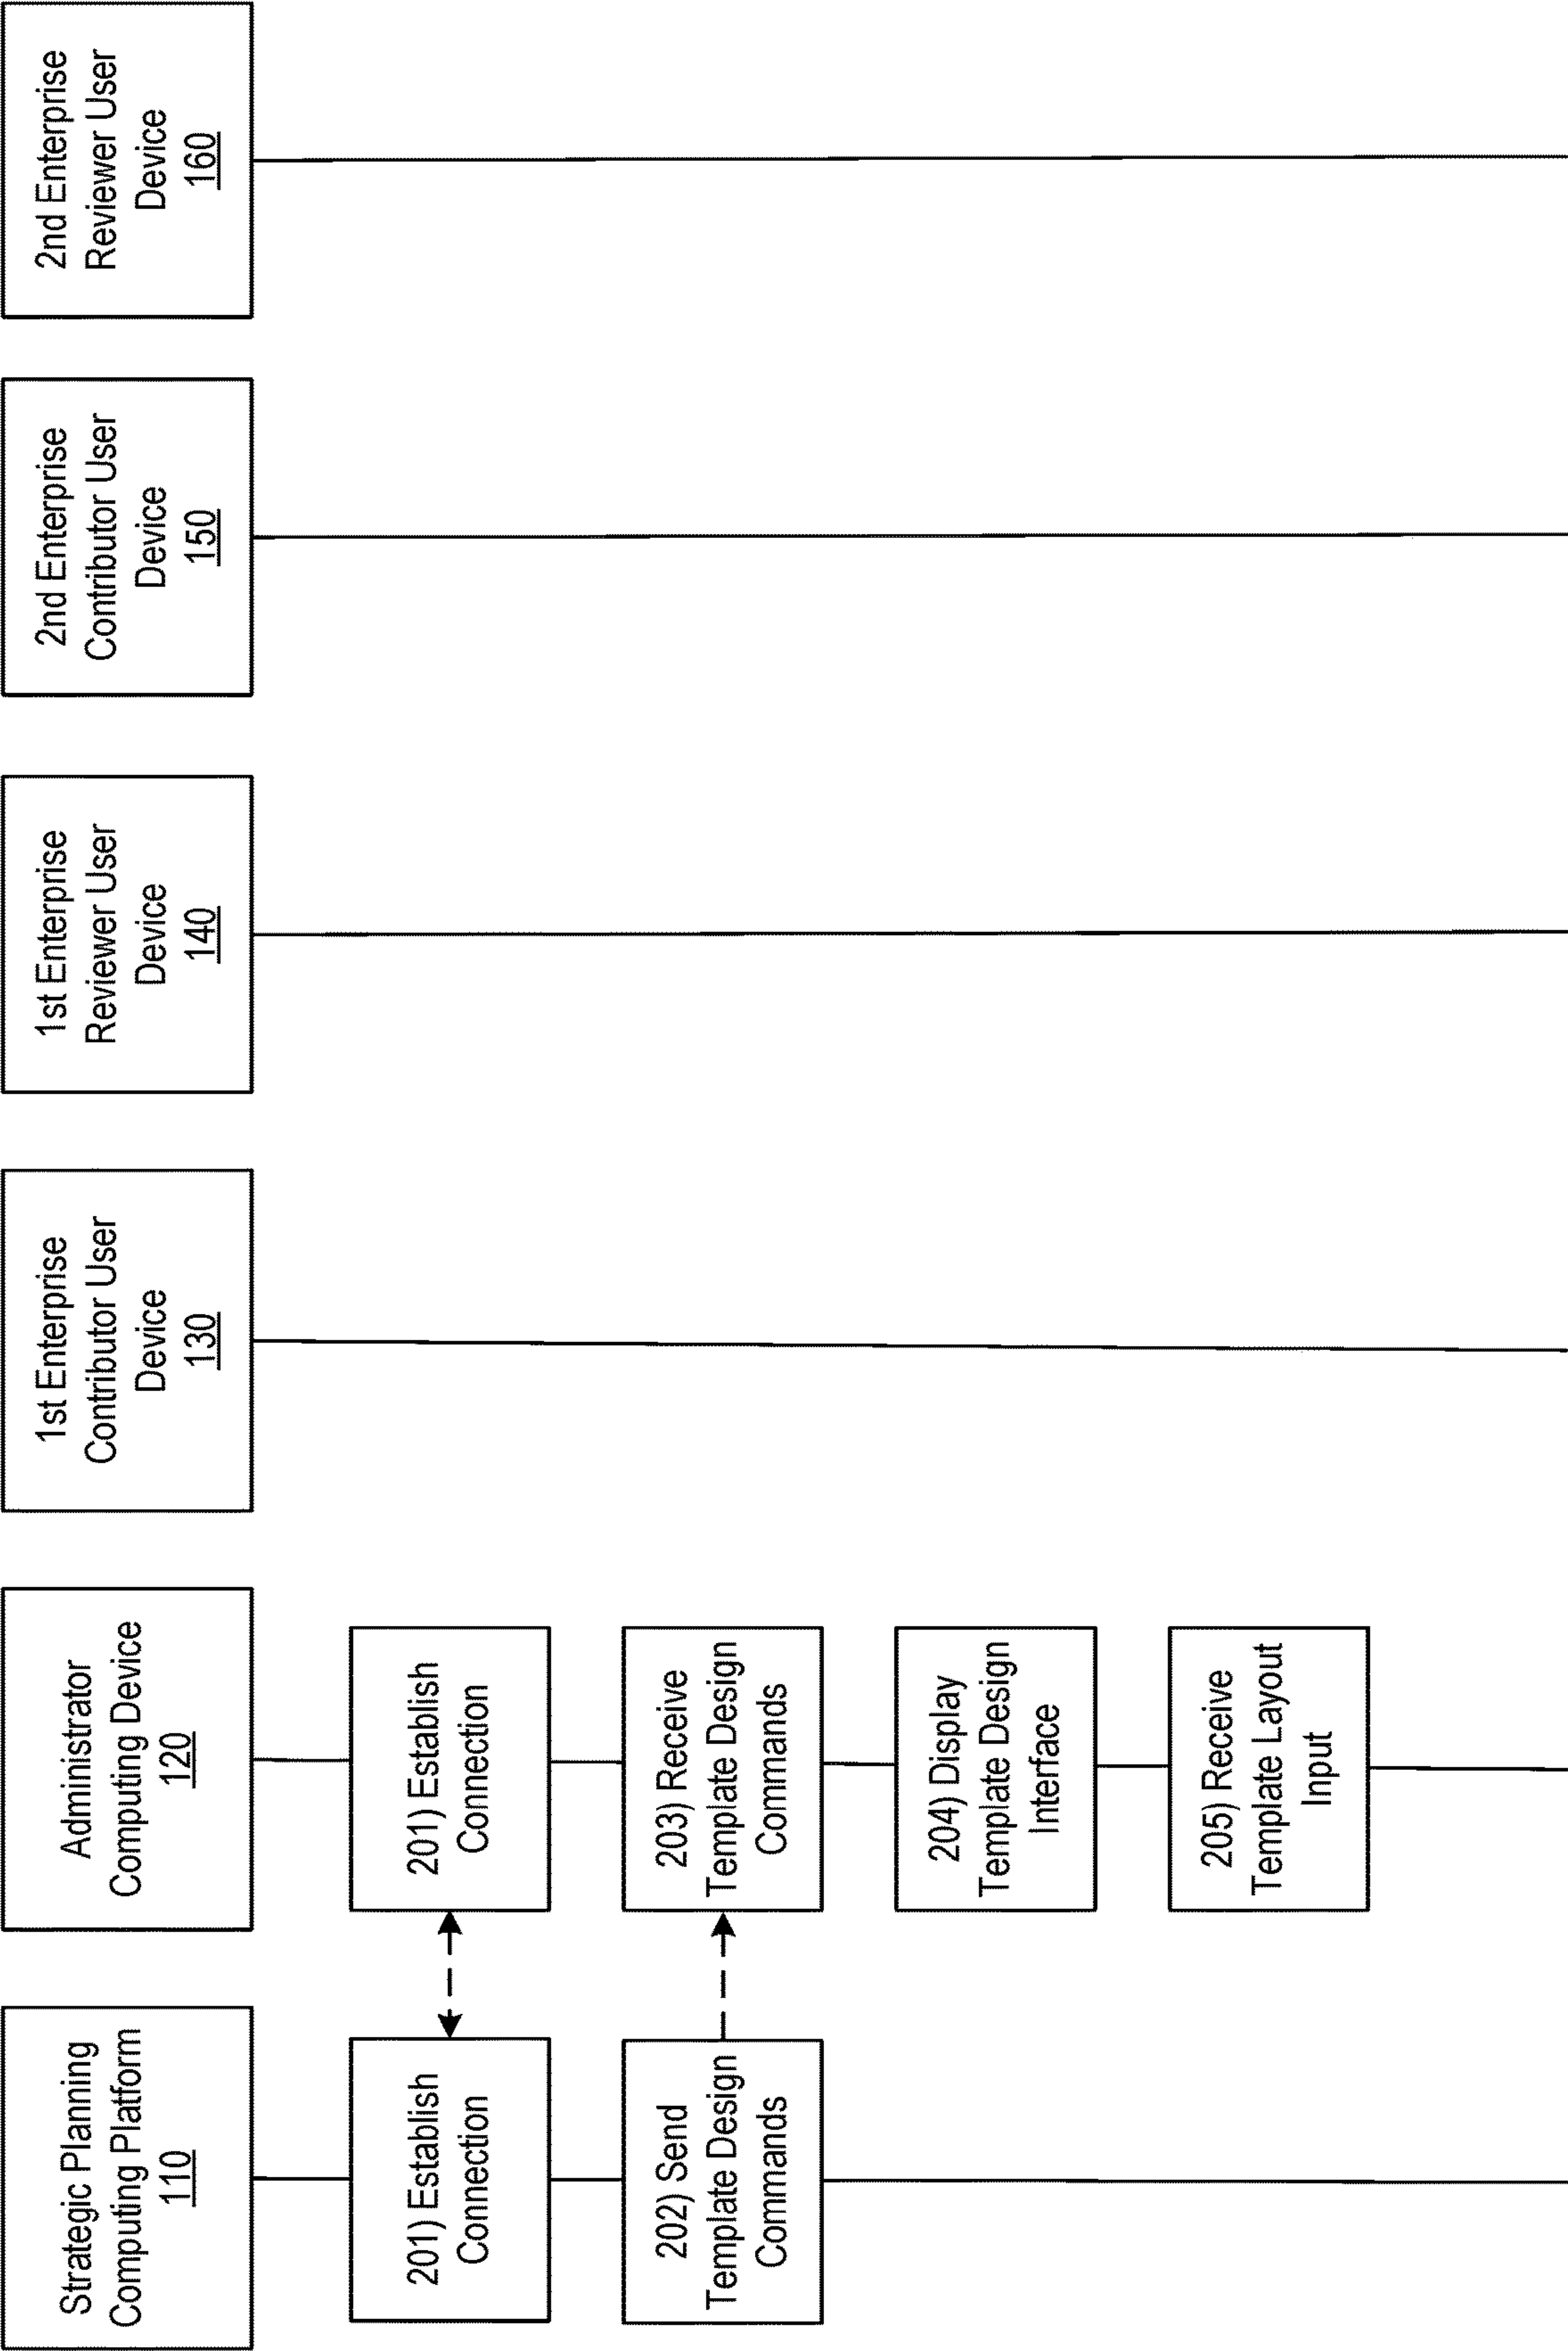 Strategic Planning
Computing Platform
110
Administrator
Computing Device
120
1st Enterprise
Contributor User
Device
130
1st Enterprise
Reviewer User
Device
140
2nd Enterprise
Contributor User
Device
150
2nd Enterprise
Reviewer User
Device
160
201) Establish
Connection
201) Establish
Connection
202) Send
Template Design
Commands
203) Receive
Template Design
Commands
204) Display
Template Design
Interface
205) Receive
Template Layout
Input